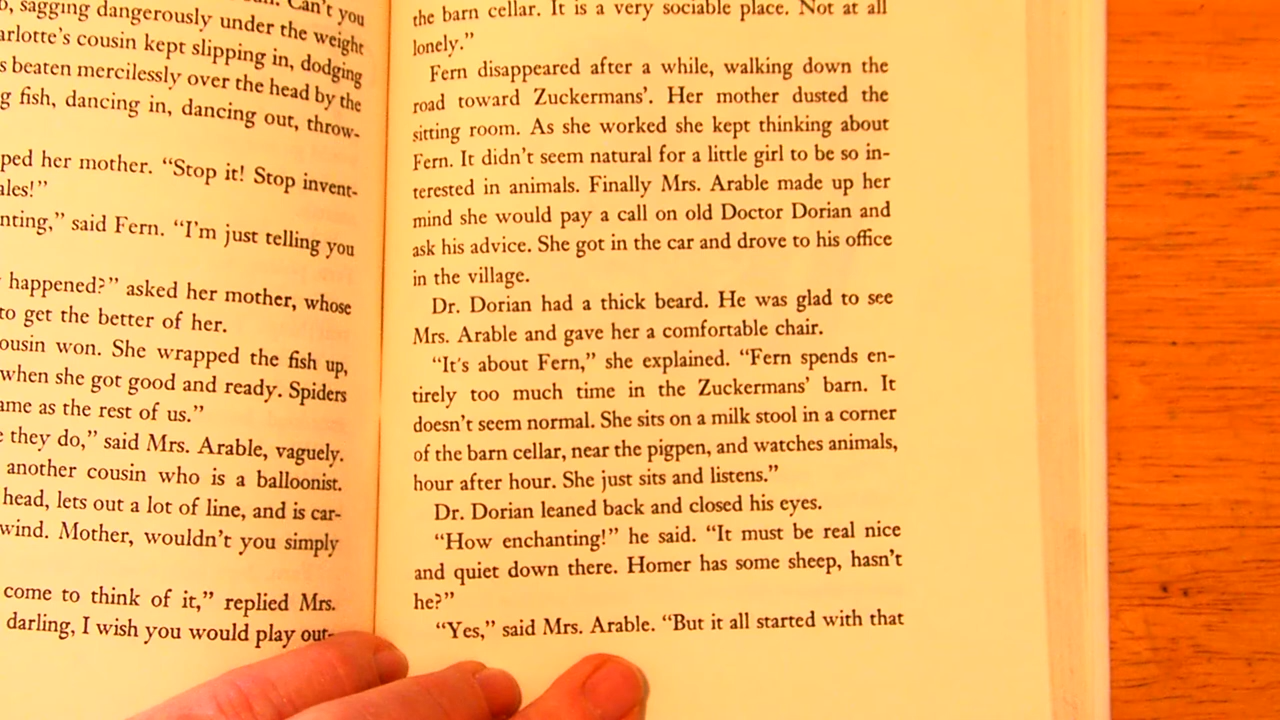 Can't you
sagging dangerously under the weight
arlotte's cousin kept slipping in, dodging
s beaten mercilessly over the head by the
g fish, dancing in, dancing out, throw-
ped her mother. “Stop it! Stop invent-
ales!”
nting,” said Fern. “I'm just telling you
happened?” asked her mother, whose
to get the better of her.
ousin won. She wrapped the fish up,
when she got good and ready. Spiders
ame as the rest of us.”
they do,” said Mrs. Arable, vaguely.
another cousin who is a balloonist.
head, lets out a lot of line, and is car-
wind. Mother, wouldn't you simply
come to think of it,” replied Mrs.
darling, I wish you would play out-
the barn cellar. It is a very sociable place. Not at all
lonely.”
Fern disappeared after a while, walking down the
road toward Zuckermans'. Her mother dusted the
sitting room. As she worked she kept thinking about
Fern. It didn't seem natural for a little girl to be so in-
terested in animals. Finally Mrs. Arable made up her
mind she would pay a call on old Doctor Dorian and
ask his advice. She got in the car and drove to his office
in the village.
Dr. Dorian had a thick beard. He was glad to see
Mrs. Arable and gave her a comfortable chair.
“It's about Fern,” she explained. “Fern spends en-
tirely too much time in the Zuckermans' barn. It
doesn't seem normal. She sits on a milk stool in a corner
of the barn cellar, near the pigpen, and watches animals,
hour after hour. She just sits and listens.”
Dr. Dorian leaned back and closed his eyes.
“How enchanting!” he said. “It must be real nice
and quiet down there. Homer has some sheep, hasn't
he?”
“Yes,” said Mrs. Arable. “But it all started with that